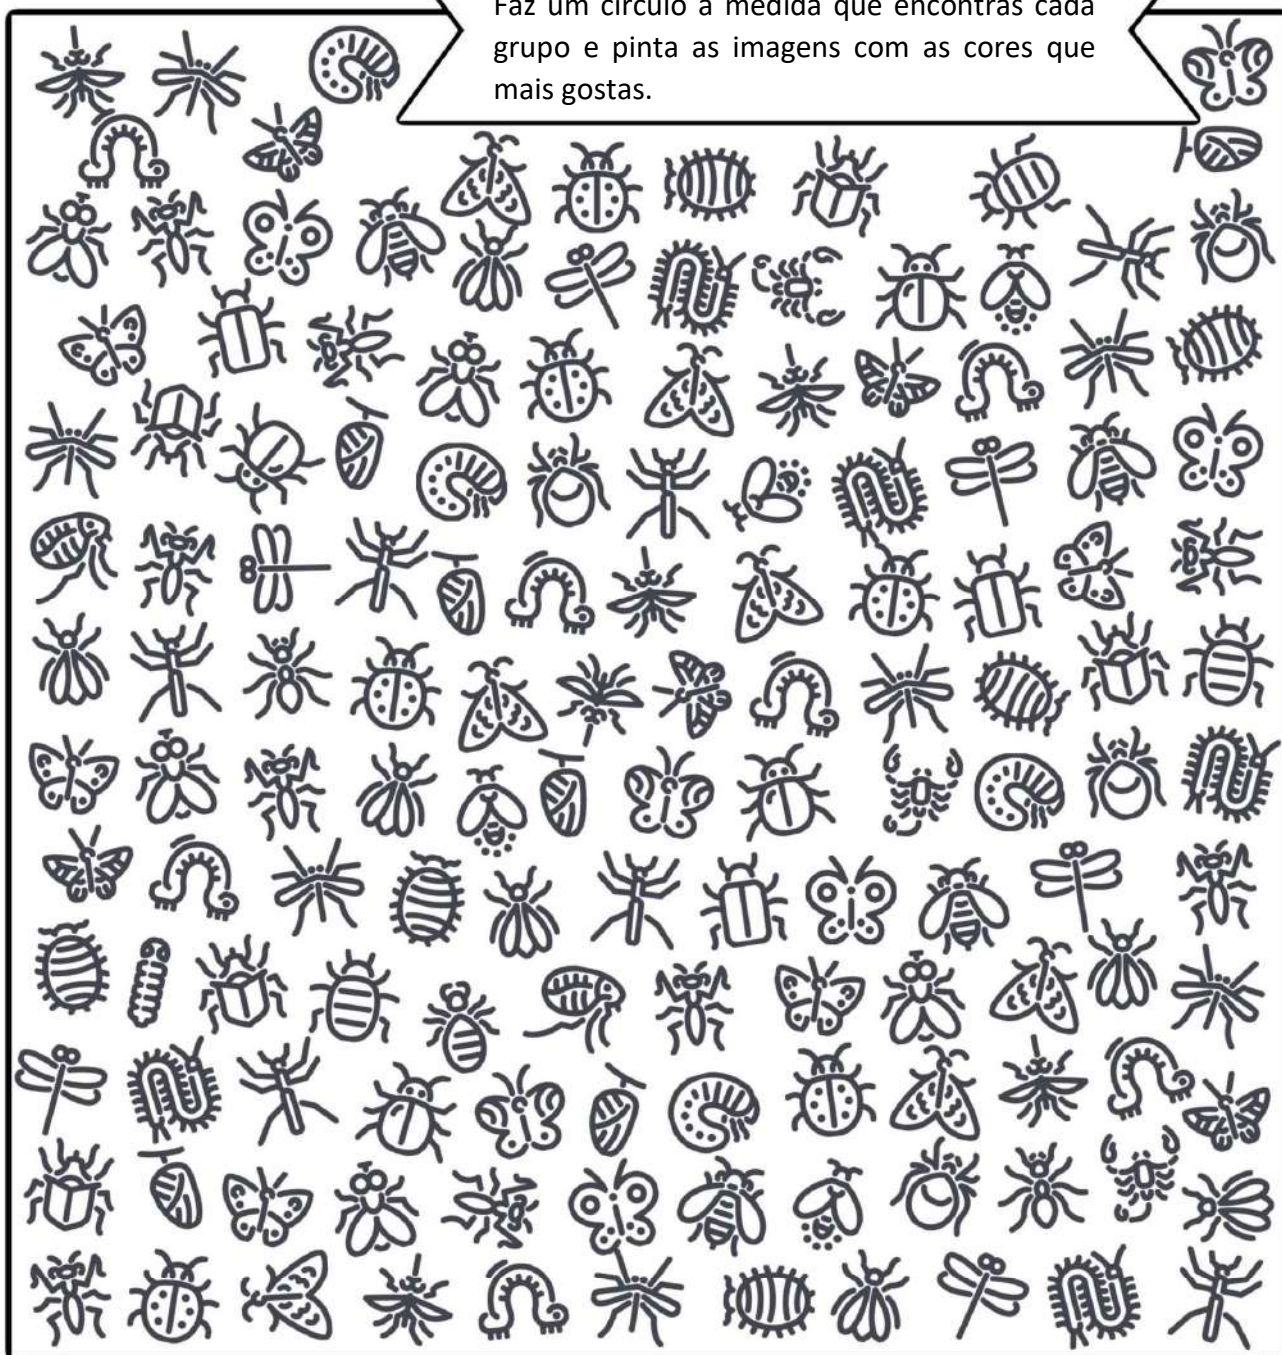 Faz um círculo à medida que encontras cada
grupo e pinta as imagens com as cores que
mais gostas.